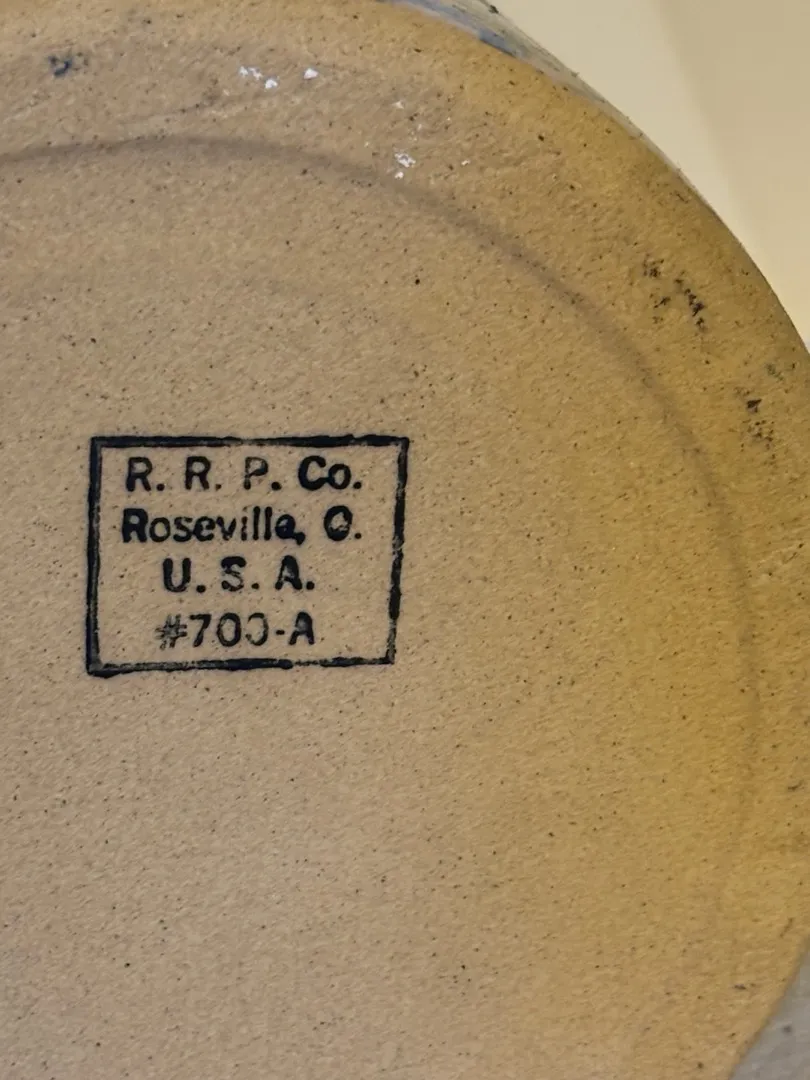 R. R. P. Co.
Roseville, O.
U. S. A.
#700-A